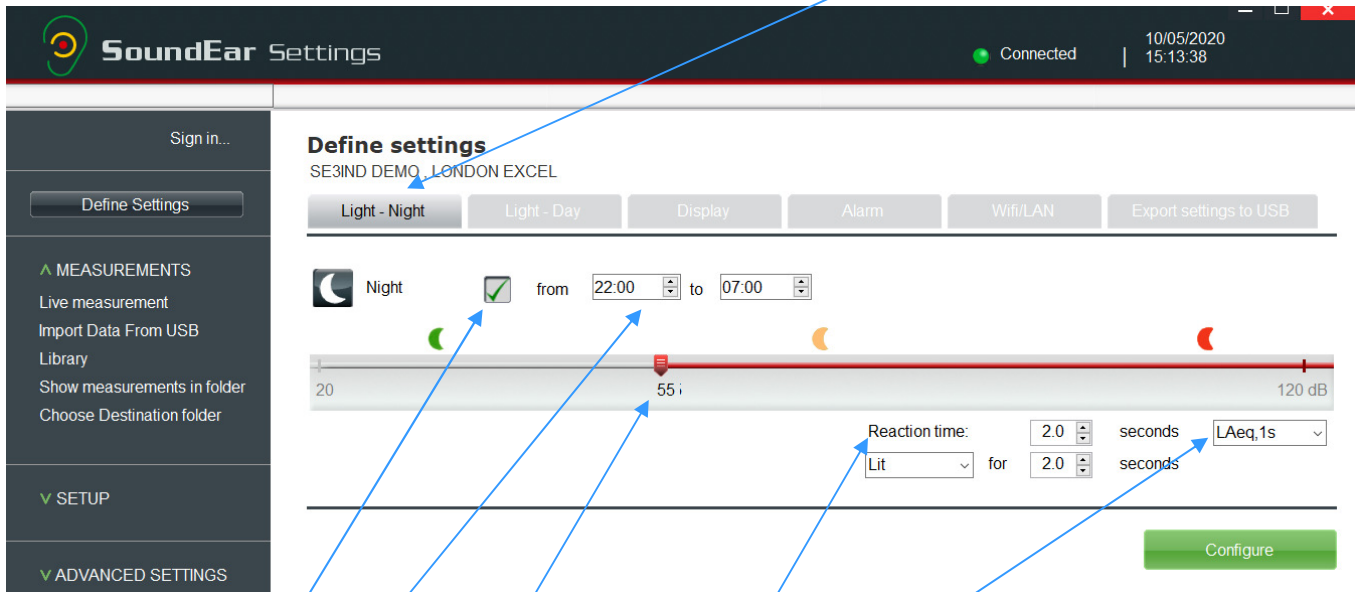 SoundEar Settings
Connected | 10/05/2020
15:13:38
Sign in...
Define Settings
∧ MEASUREMENTS
Live measurement
Import Data From USB
Library
Show measurements in folder
Choose Destination folder
∨ SETUP
∨ ADVANCED SETTINGS
Define settings
SE3IND DEMO , LONDON EXCEL
Light - Night Light - Day Display Alarm Wifi/LAN Export settings to USB
Night from 22:00 to 07:00
20 55 120 dB
Reaction time: 2.0 seconds LAeq,1s
Lit for 2.0 seconds
Configure